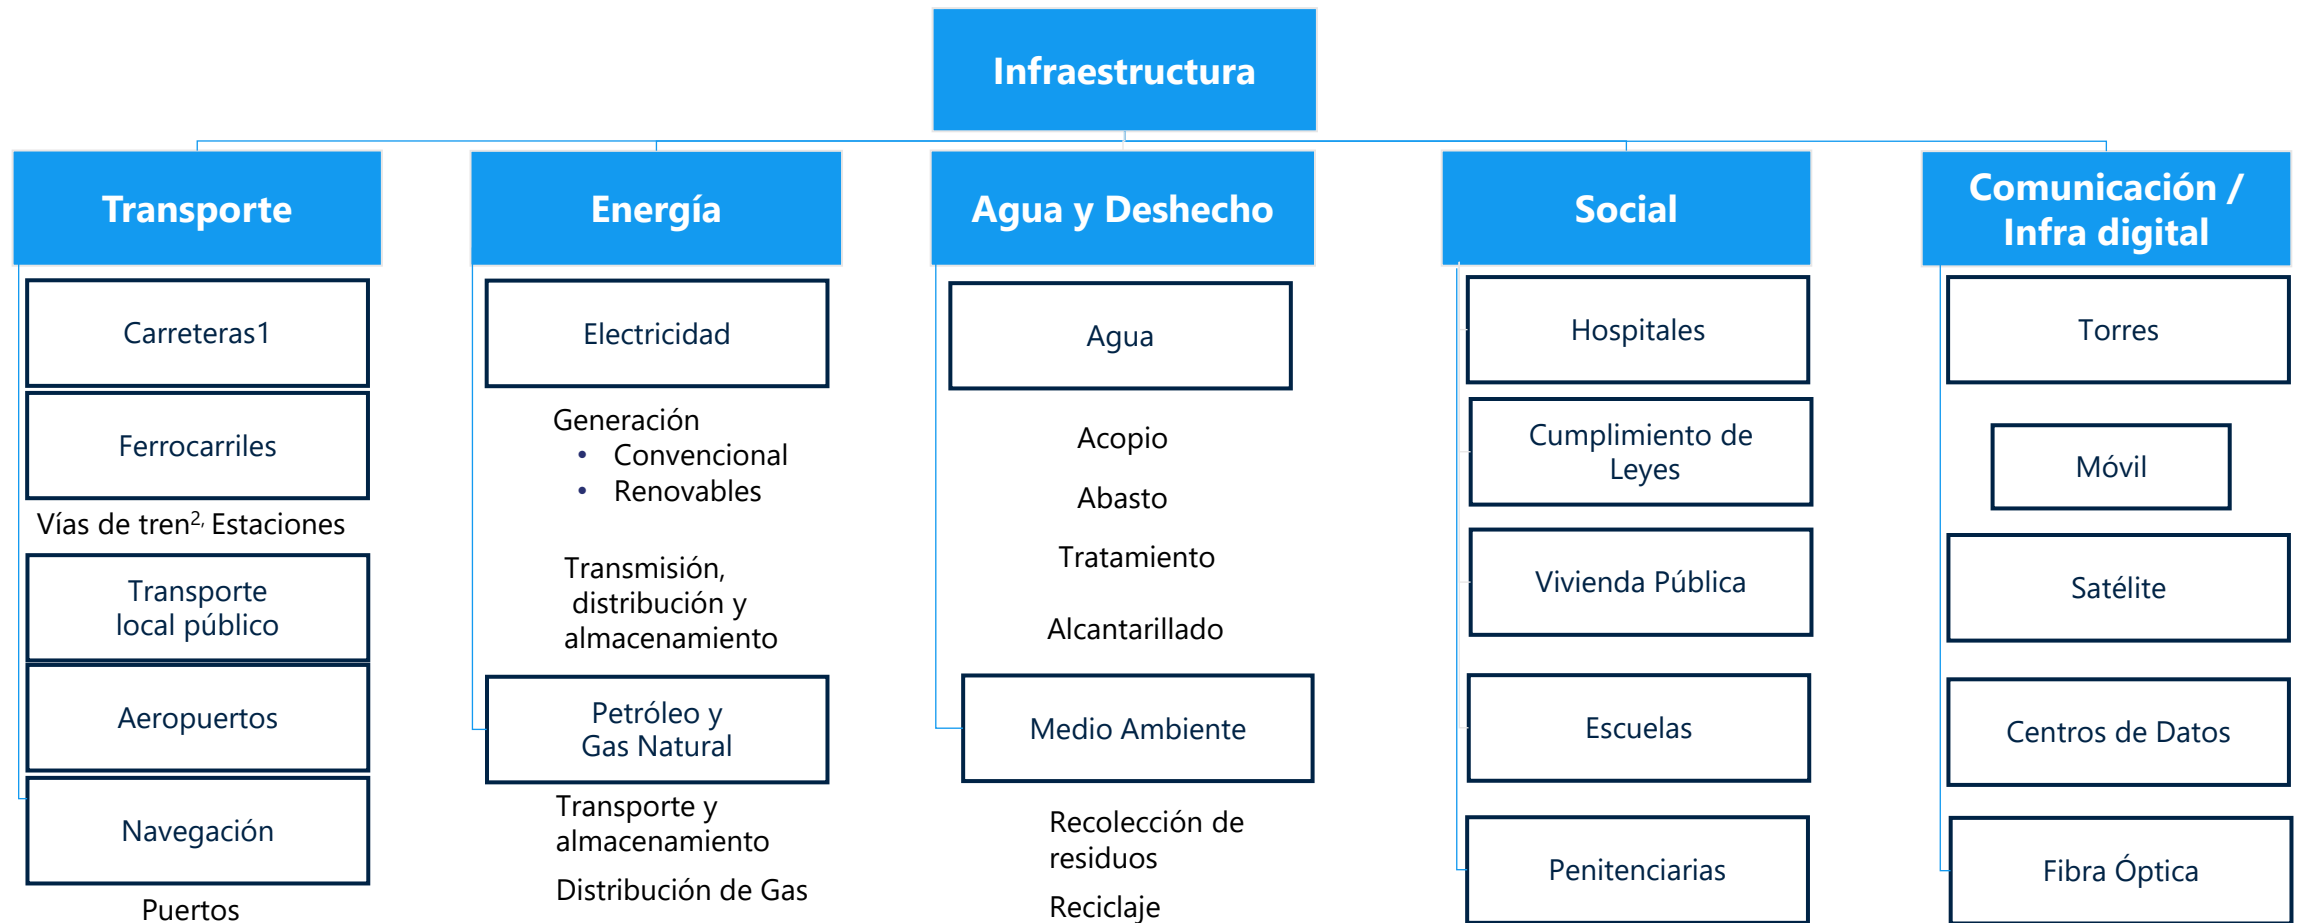 Infraestructura
Transporte
Carreteras1
Ferrocarriles
Vías de tren2, Estaciones
Transporte
local público
Aeropuertos
Navegación
Puertos
Energía
Electricidad
Generación
• Convencional
• Renovables
Transmisión,
distribución y
almacenamiento
Petróleo y
Gas Natural
Transporte y
almacenamiento
Distribución de Gas
Agua y Deshecho
Agua
Acopio
Abasto
Tratamiento
Alcantarillado
Medio Ambiente
Recolección de
residuos
Reciclaje
Social
Hospitales
Cumplimiento de
Leyes
Vivienda Pública
Escuelas
Penitenciarias
Comunicación /
Infra digital
Torres
Móvil
Satélite
Centros de Datos
Fibra Óptica